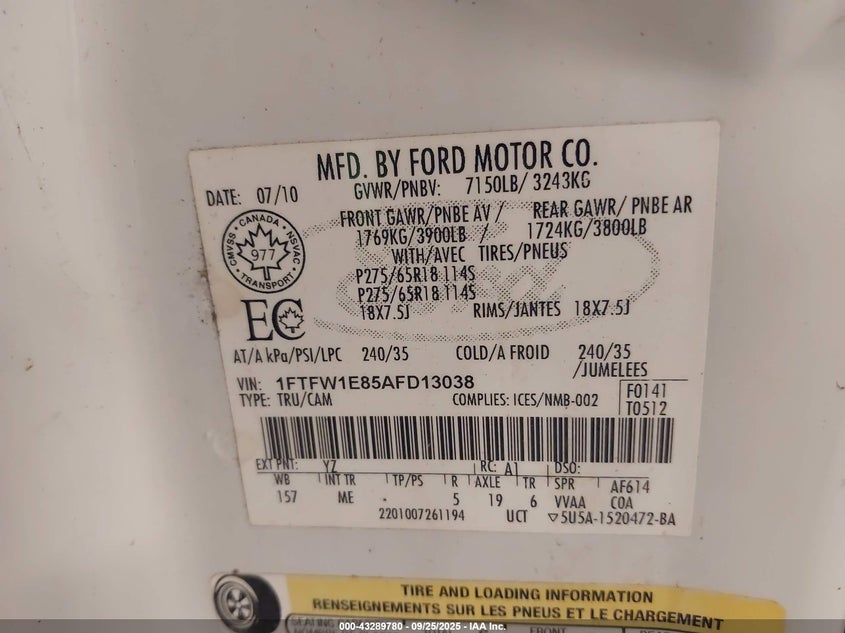 MFD. BY FORD MOTOR CO.
DATE: 07/10 GVWR/PNBV: 7150LB/ 3243KG
FRONT GAWR/PNBE AV / REAR GAWR/ PNBE AR
1769KG/3900LB / 1724KG/3800LB
WITH/AVEC TIRES/PNEUS
P275/65R18 114S
P275/65R18 114S
18X7.5J RIMS/JANTES 18X7.5J
CMVSS · CANADA · NSVAC
977
TRANSPORT
EC
AT/A kPa/PSI/LPC 240/35 COLD/A FROID 240/35
/JUMELEES
VIN: 1FTFW1E85AFD13038
TYPE: TRU/CAM COMPLIES: ICES/NMB-002
F0141
T0512
EXT PNT: YZ RC: A1 DSO:
WB INT TR TP/PS R AXLE TR SPR AF614
157 ME - 5 19 6 VVAA COA
2201007261194 UCT ▽5U5A-1520472-BA
TIRE AND LOADING INFORMATION
RENSEIGNEMENTS SUR LES PNEUS ET LE CHARGEMENT
SEATING
FRONT
000-43289780 - 09/25/2025 - IAA Inc.